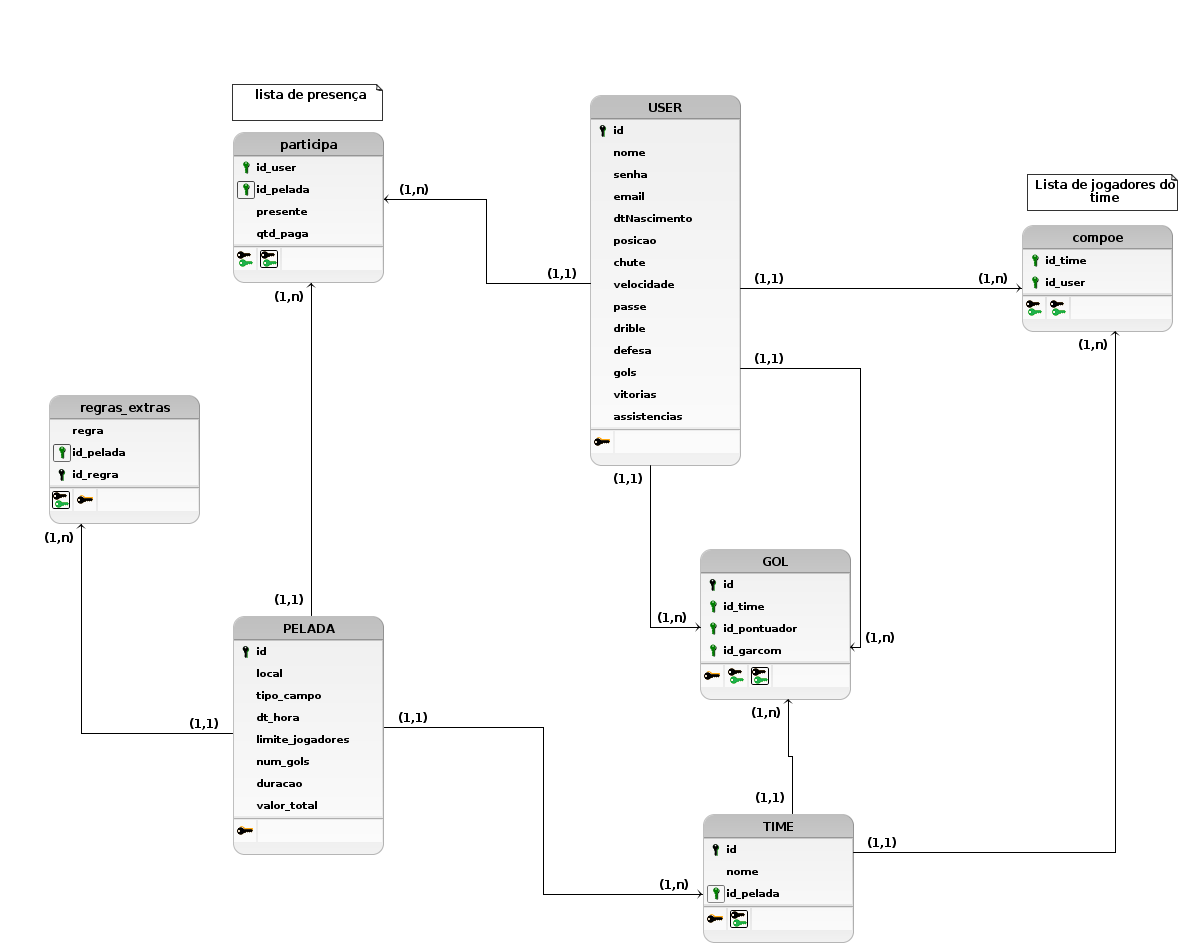 lista de presença
participa
id_user
id_pelada
presente
qtd_paga
(1,n)
(1,n)
USER
id
nome
senha
email
dtNascimento
posicao
chute
velocidade
passe
drible
defesa
gols
vitorias
assistencias
(1,1)
(1,1)
(1,n)
(1,1)
(1,1)
Lista de jogadores do
time
compoe
id_time
id_user
(1,n)
regras_extras
regra
id_pelada
id_regra
(1,n)
(1,1)
(1,1)
PELADA
id
local
tipo_campo
dt_hora
limite_jogadores
num_gols
duracao
valor_total
(1,1)
GOL
id
id_time
id_pontuador
id_garcom
(1,n)
(1,n)
(1,n)
(1,1)
TIME
id
nome
id_pelada
(1,n)
(1,1)